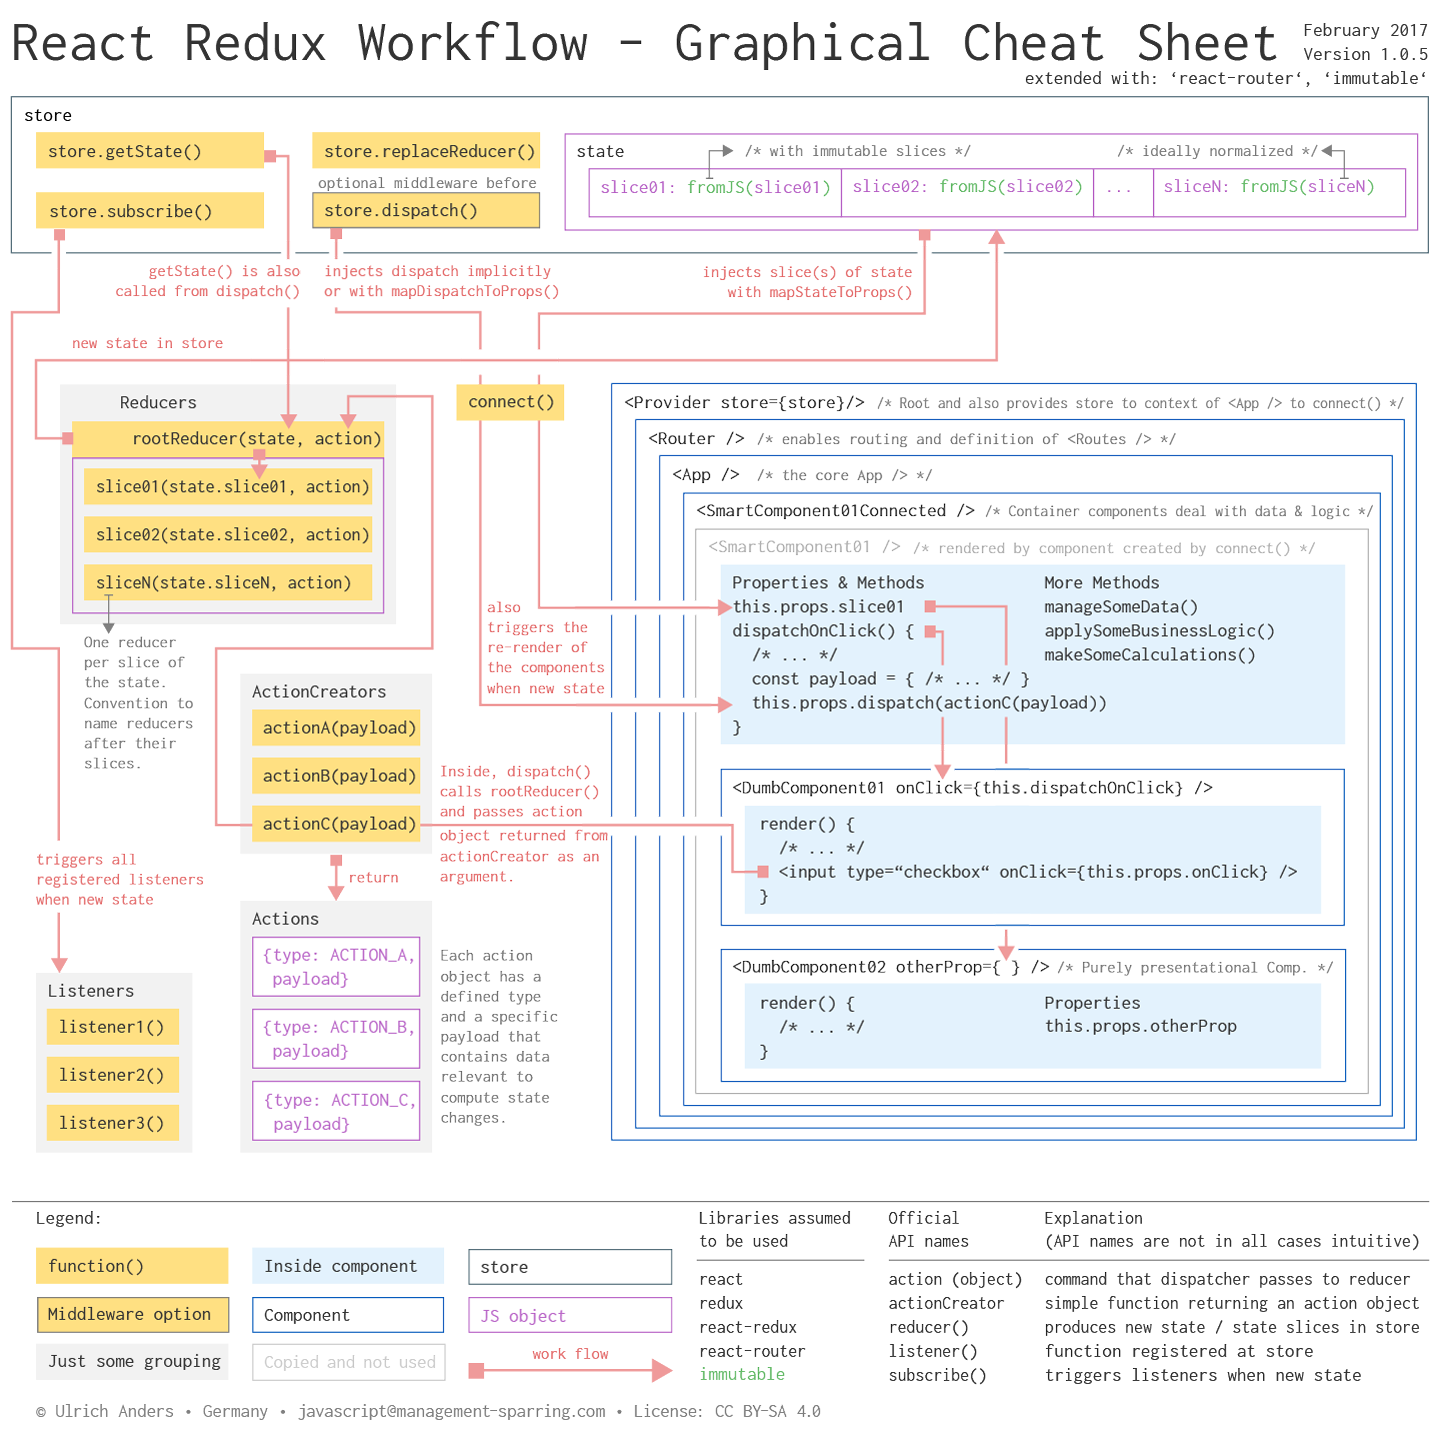 React Redux Workflow - Graphical Cheat Sheet
February 2017
Version 1.0.5
extended with: ‘react-router‘, ‘immutable‘
store
store.getState()
store.replaceReducer()
optional middleware before
store.subscribe()
store.dispatch()
state
/* with immutable slices */
/* ideally normalized */
slice01: fromJS(slice01)
slice02: fromJS(slice02)
...
sliceN: fromJS(sliceN)
getState() is also
called from dispatch()
injects dispatch implicitly
or with mapDispatchToProps()
injects slice(s) of state
with mapStateToProps()
new state in store
Reducers
rootReducer(state, action)
slice01(state.slice01, action)
slice02(state.slice02, action)
sliceN(state.sliceN, action)
One reducer
per slice of
the state.
Convention to
name reducers
after their
slices.
connect()
also
triggers the
re-render of
the components
when new state
<Provider store={store}/> /* Root and also provides store to context of <App /> to connect() */
<Router /> /* enables routing and definition of <Routes /> */
<App /> /* the core App /> */
<SmartComponent01Connected /> /* Container components deal with data & logic */
<SmartComponent01 /> /* rendered by component created by connect() */
Properties & Methods
this.props.slice01
dispatchOnClick() {
/* ... */
const payload = { /* ... */ }
this.props.dispatch(actionC(payload))
}
More Methods
manageSomeData()
applySomeBusinessLogic()
makeSomeCalculations()
<DumbComponent01 onClick={this.dispatchOnClick} />
render() {
/* ... */
<input type=“checkbox“ onClick={this.props.onClick} />
}
<DumbComponent02 otherProp={ } /> /* Purely presentational Comp. */
render() {
/* ... */
}
Properties
this.props.otherProp
ActionCreators
actionA(payload)
actionB(payload)
actionC(payload)
Inside, dispatch()
calls rootReducer()
and passes action
object returned from
actionCreator as an
argument.
return
Actions
{type: ACTION_A,
payload}
{type: ACTION_B,
payload}
{type: ACTION_C,
payload}
Each action
object has a
defined type
and a specific
payload that
contains data
relevant to
compute state
changes.
triggers all
registered listeners
when new state
Listeners
listener1()
listener2()
listener3()
Legend:
function()
Inside component
store
Middleware option
Component
JS object
Just some grouping
Copied and not used
work flow
Libraries assumed
to be used
react
redux
react-redux
react-router
immutable
Official
API names
Explanation
(API names are not in all cases intuitive)
action (object) command that dispatcher passes to reducer
actionCreator simple function returning an action object
reducer() produces new state / state slices in store
listener() function registered at store
subscribe() triggers listeners when new state
© Ulrich Anders • Germany • javascript@management-sparring.com • License: CC BY-SA 4.0